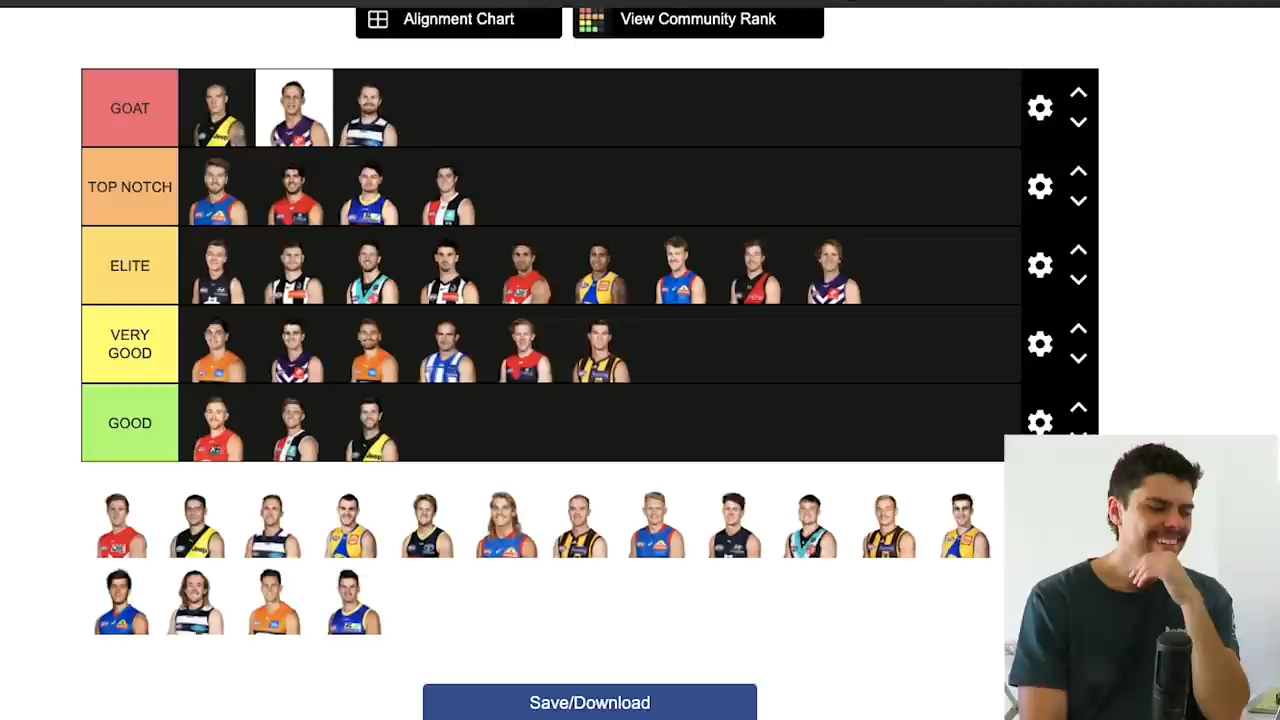 Alignment Chart
View Community Rank
GOAT
TOP NOTCH
ELITE
VERY
GOOD
GOOD
Save/Download